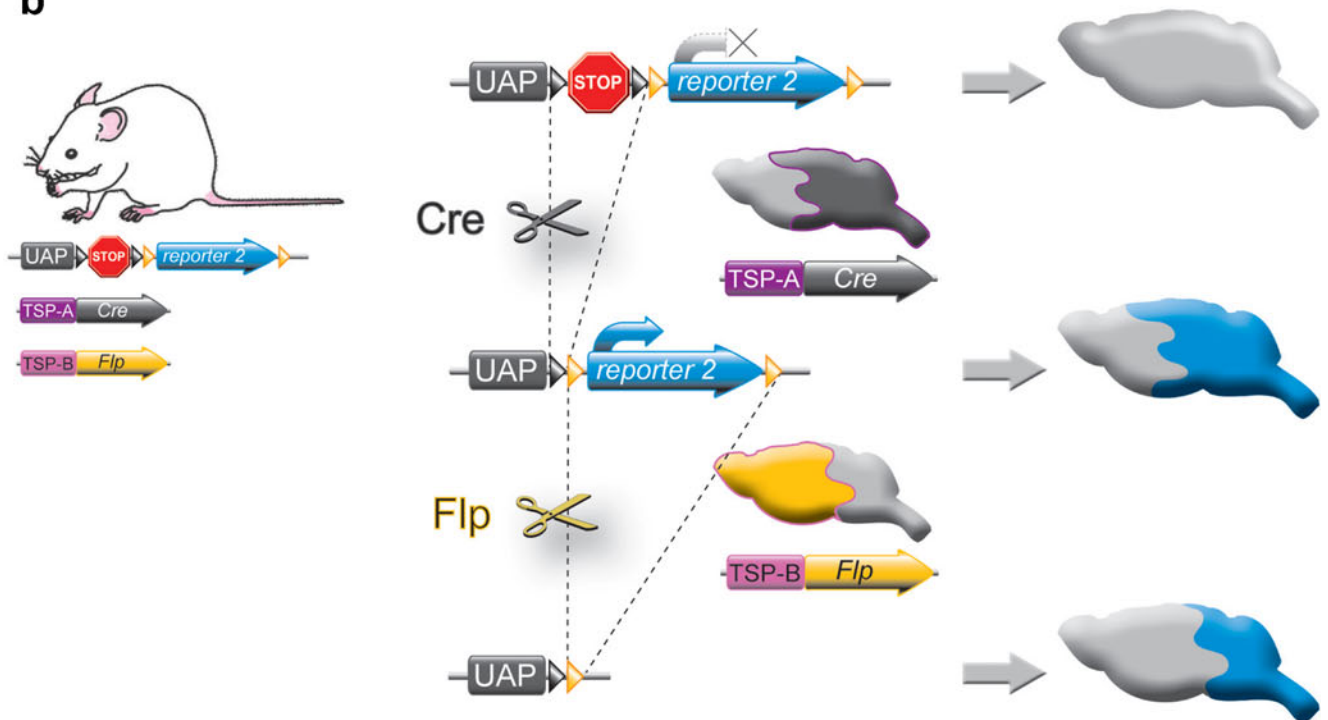 b
UAP STOP reporter 2
Cre
TSP-A Cre
UAP STOP reporter 2
TSP-A Cre
TSP-B Flp
UAP reporter 2
Flp
TSP-B Flp
UAP